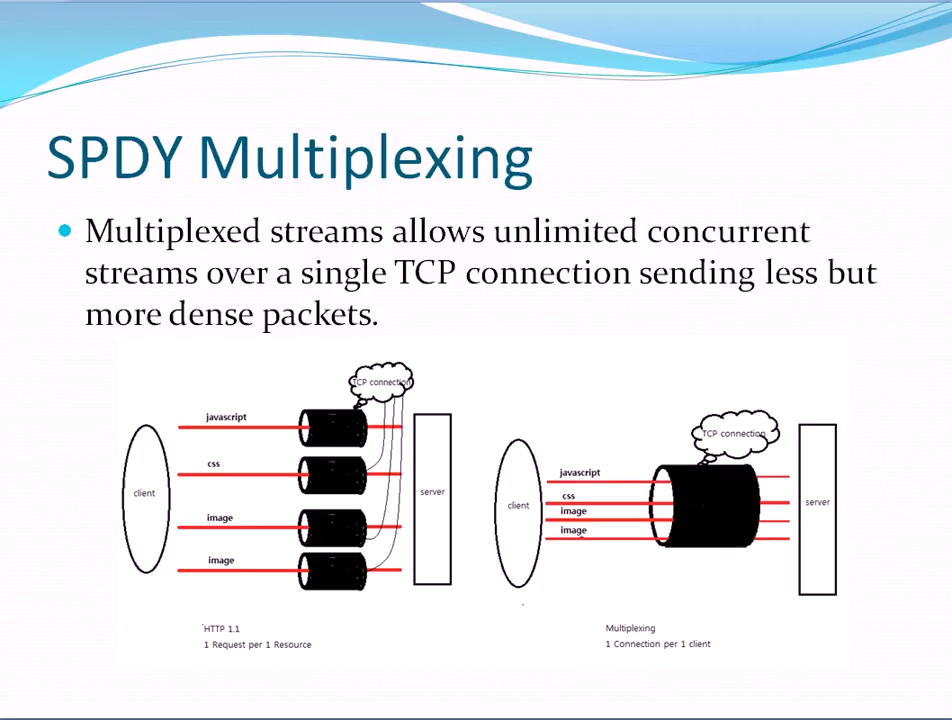 SPDY Multiplexing
Multiplexed streams allows unlimited concurrent
streams over a single TCP connection sending less but
more dense packets.
TCP connection
javascript
css
client
server
image
image
HTTP 1.1
1 Request per 1 Resource
TCP connection
javascript
css
client
server
image
image
Multiplexing
1 Connection per 1 client